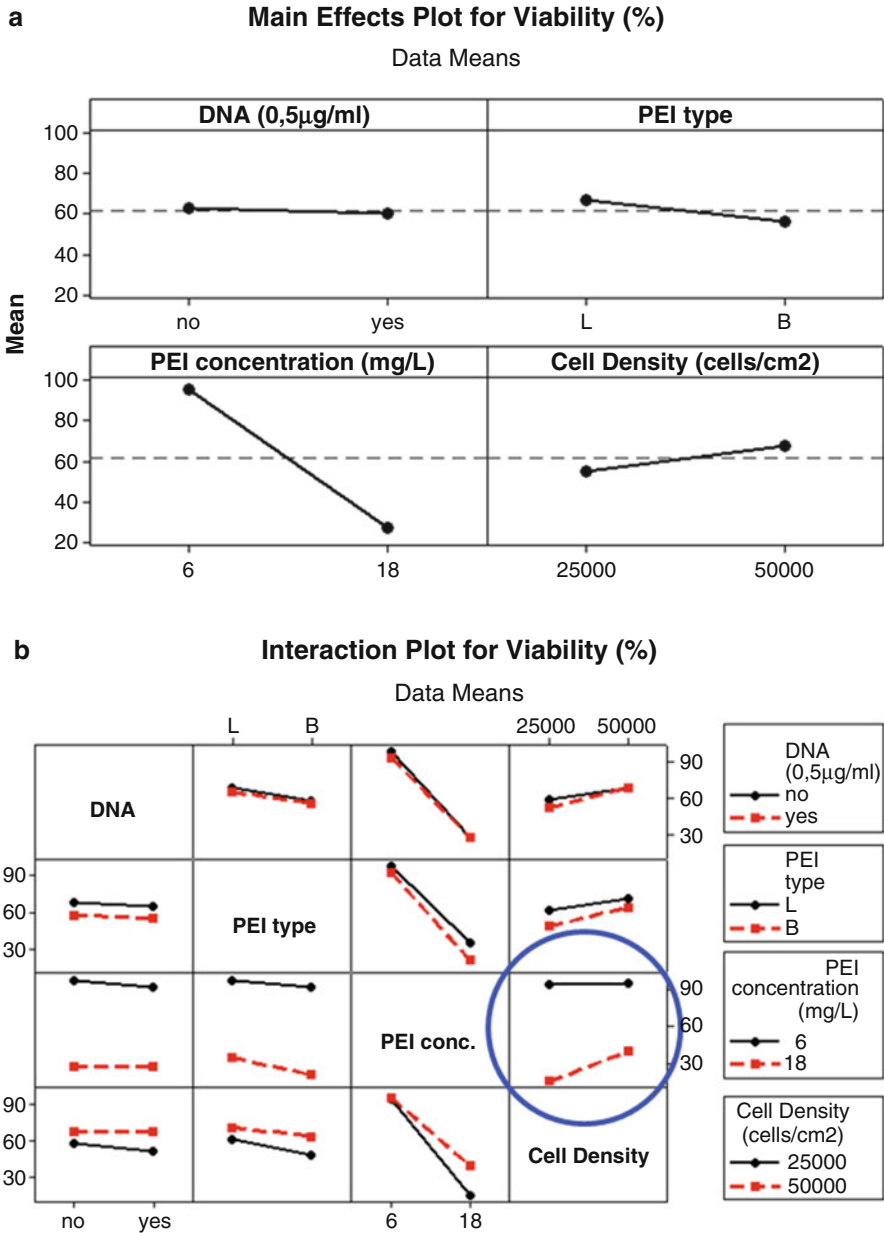 a
Main Effects Plot for Viability (%)
Data Means
DNA (0,5μg/ml) PEI type
100
80
60
40
20
no yes L B
Mean
PEI concentration (mg/L) Cell Density (cells/cm2)
100
80
60
40
20
6 18 25000 50000
b
Interaction Plot for Viability (%)
Data Means
L B 25000 50000
DNA
90
60
30
90
60
30
PEI type
PEI conc.
90
60
30
90
60
30
Cell Density
no yes 6 18
DNA
(0,5μg/ml)
no
yes
PEI
type
L
B
PEI
concentration
(mg/L)
6
18
Cell Density
(cells/cm2)
25000
50000